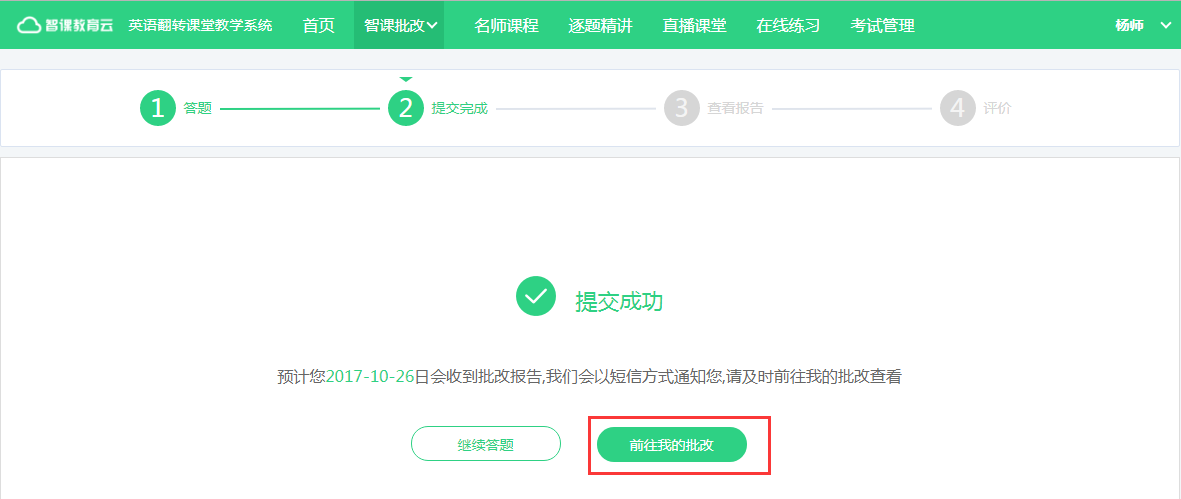 智课教育云 英语翻转课堂教学系统 首页 智课批改 名师课程 逐题精讲 直播课堂 在线练习 考试管理 杨师
1 答题 2 提交完成 3 查看报告 4 评价
提交成功
预计您2017-10-26日会收到批改报告,我们会以短信方式通知您,请及时前往我的批改查看
继续答题 前往我的批改